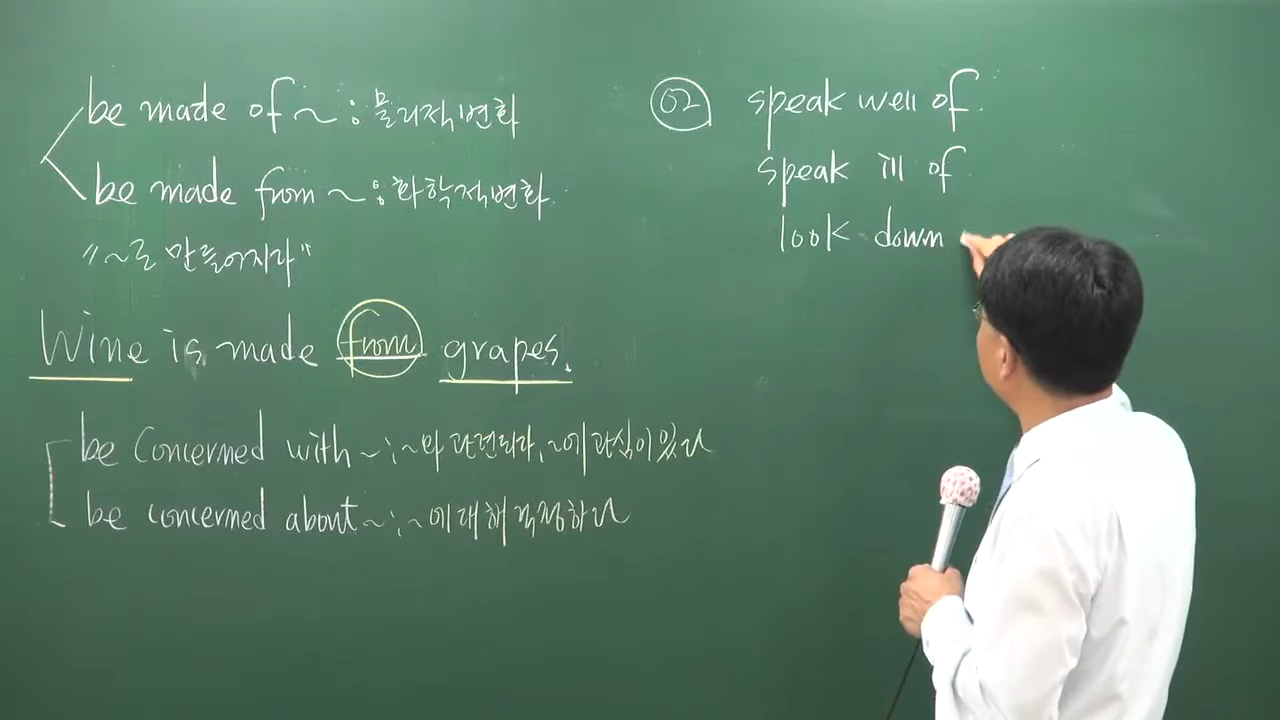 be made of ~ : 물리적변화
be made from ~ : 화학적변화.
"~로 만들어지다"
Wine is made from grapes.
be concerned with ~ : ~와 관련되다, ~에 관심이 있다
be concerned about ~ : ~에 대해 걱정하다
02 speak well of.
speak ill of.
look down